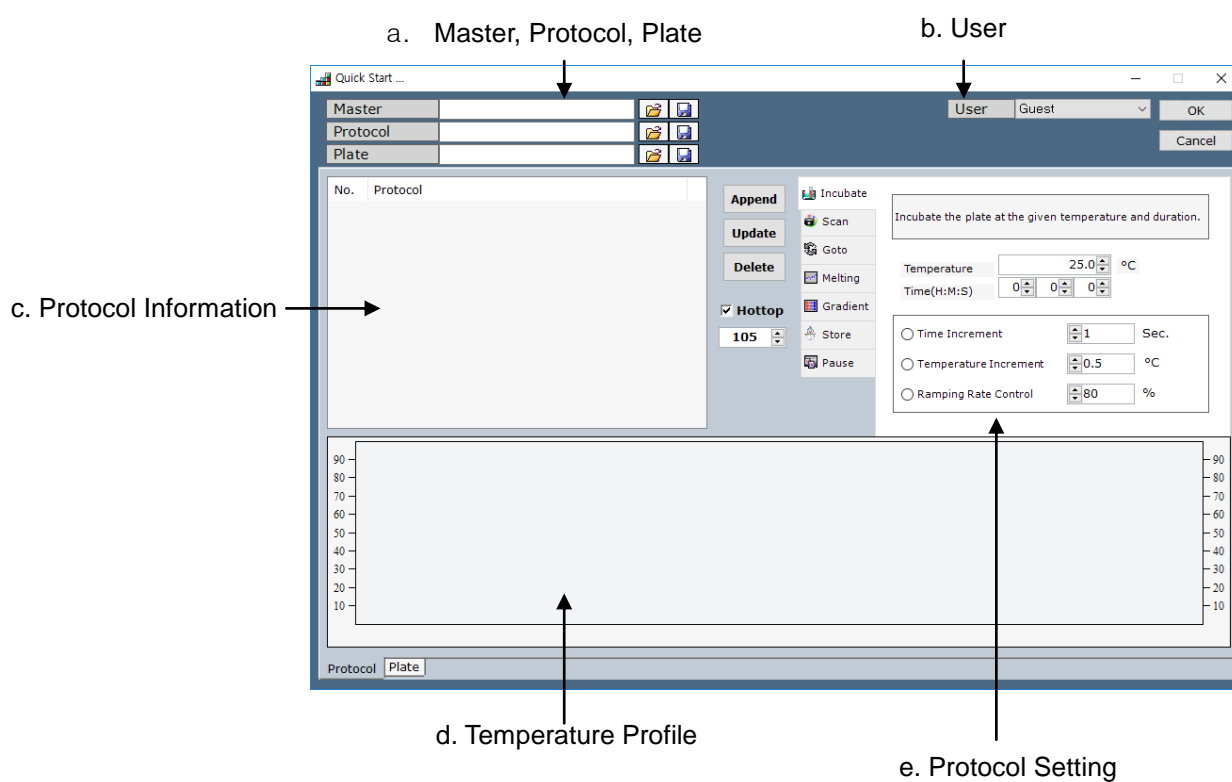 a. Master, Protocol, Plate
b. User
Quick Start ...
Master
Protocol
Plate
User Guest
OK
Cancel
No. Protocol
Append
Update
Delete
Hottop
105
Incubate
Scan
Goto
Melting
Gradient
Store
Pause
Incubate the plate at the given temperature and duration.
Temperature 25.0 °C
Time(H:M:S) 0 0 0
Time Increment 1 Sec.
Temperature Increment 0.5 °C
Ramping Rate Control 80 %
c. Protocol Information
90 90
80 80
70 70
60 60
50 50
40 40
30 30
20 20
10 10
Protocol Plate
d. Temperature Profile
e. Protocol Setting